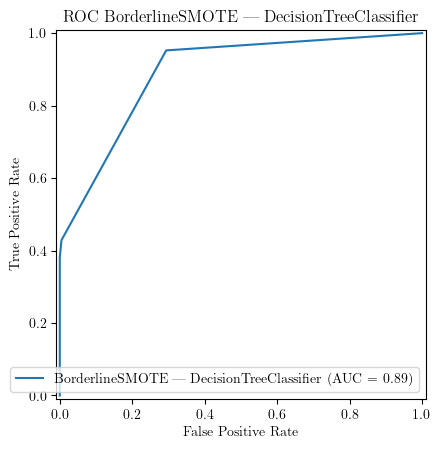 ROC BorderlineSMOTE — DecisionTreeClassifier
1.0
0.8
0.6
0.4
0.2
0.0
True Positive Rate
BorderlineSMOTE — DecisionTreeClassifier (AUC = 0.89)
0.0 0.2 0.4 0.6 0.8 1.0
False Positive Rate